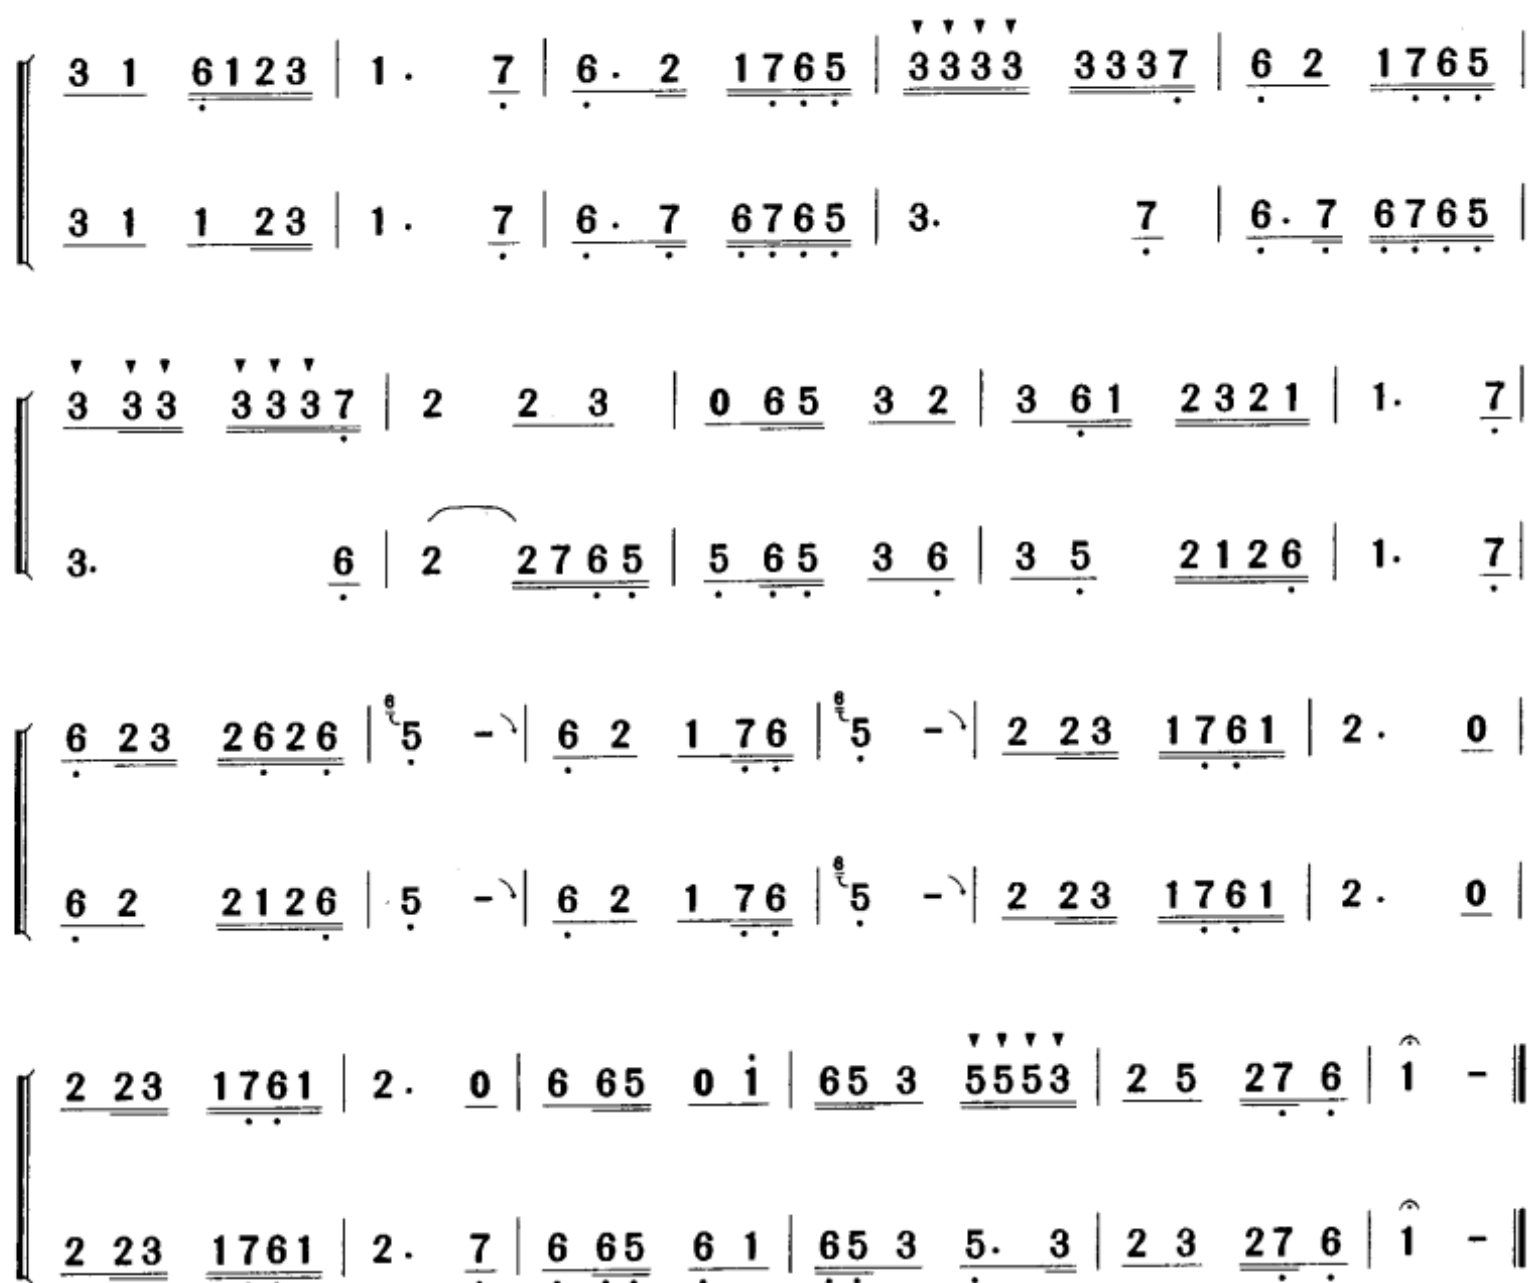 3 1 6123 | 1. 7 | 6. 2 1765 | 3333 3337 | 6 2 1765 |
3 1 1 23 | 1. 7 | 6. 7 6765 | 3. 7 | 6. 7 6765 |
3 33 3337 | 2 2 3 | 0 65 3 2 | 3 61 2321 | 1. 7 |
3. 6 | 2 2765 | 5 65 3 6 | 3 5 2126 | 1. 7 |
6 23 2626 | 6 5 - | 6 2 1 76 | 6 5 - | 2 23 1761 | 2. 0 |
6 2 2126 | 5 - | 6 2 1 76 | 6 5 - | 2 23 1761 | 2. 0 |
2 23 1761 | 2. 0 | 6 65 0 1 | 65 3 5553 | 2 5 27 6 | 1 - ‖
2 23 1761 | 2. 7 | 6 65 6 1 | 65 3 5. 3 | 2 3 27 6 | 1 - ‖